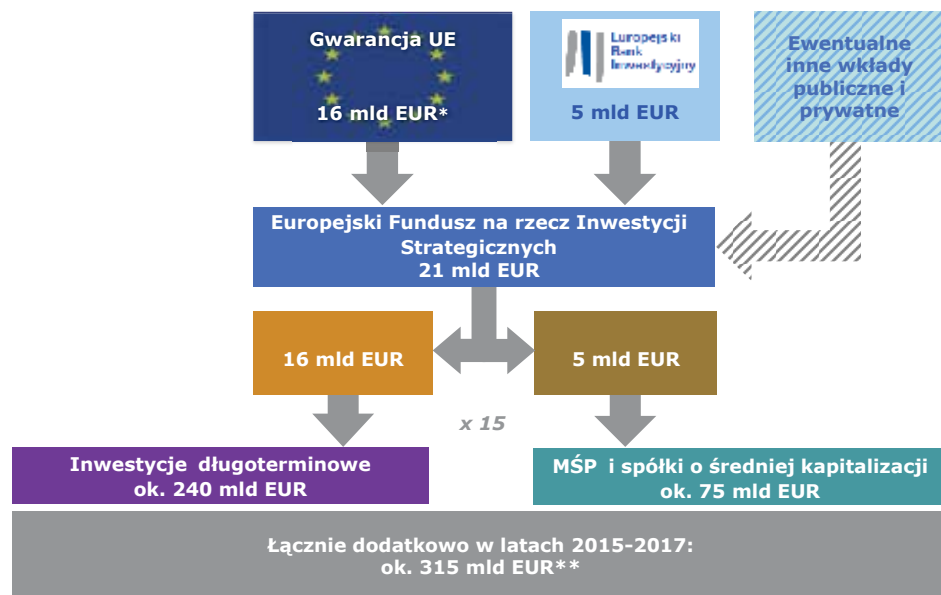 Gwarancja UE
16 mld EUR*
Europejski
Bank
Inwestycyjny
5 mld EUR
Ewentualne
inne wkłady
publiczne i
prywatne
Europejski Fundusz na rzecz Inwestycji
Strategicznych
21 mld EUR
16 mld EUR
5 mld EUR
x 15
Inwestycje długoterminowe
ok. 240 mld EUR
MŚP i spółki o średniej kapitalizacji
ok. 75 mld EUR
Łącznie dodatkowo w latach 2015-2017:
ok. 315 mld EUR**